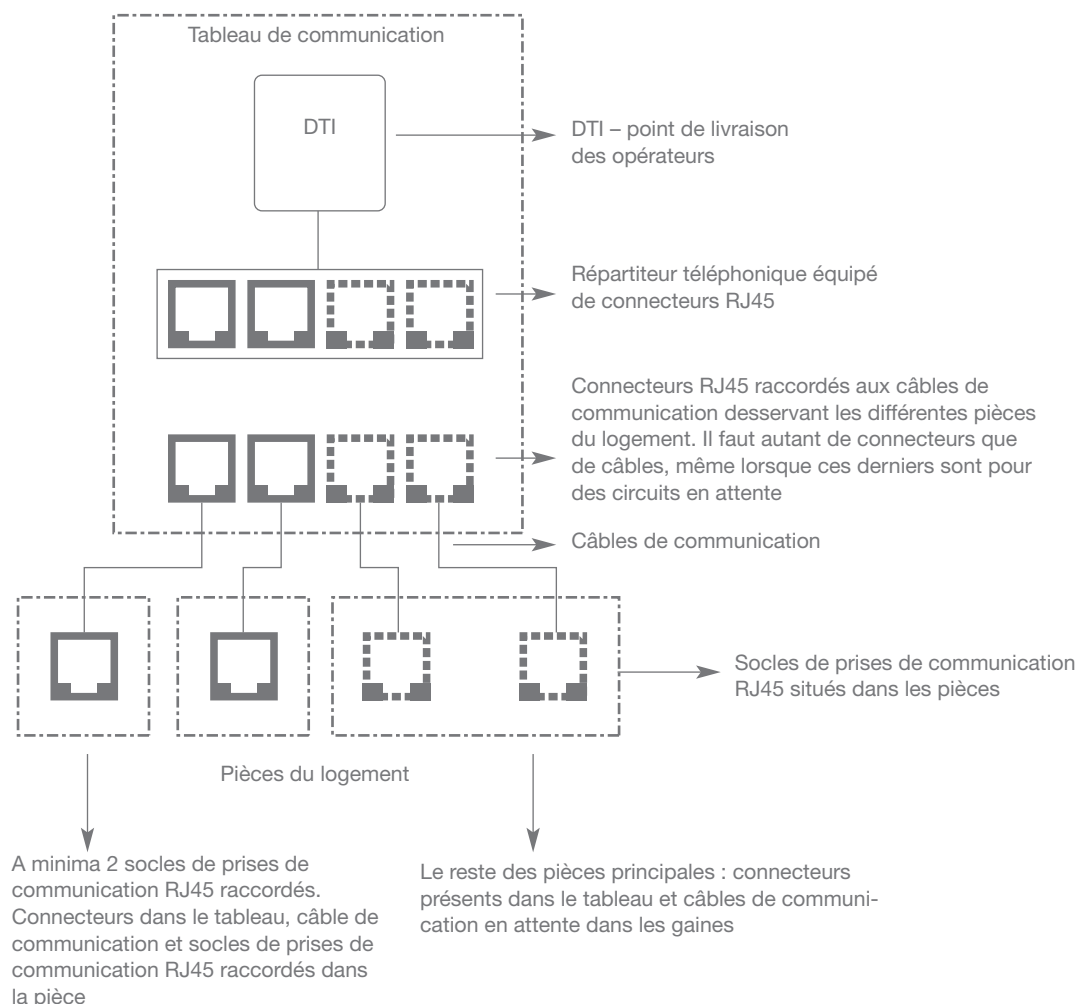 Tableau de communication
DTI
DTI – point de livraison
des opérateurs
Répartiteur téléphonique équipé
de connecteurs RJ45
Connecteurs RJ45 raccordés aux câbles de
communication desservant les différentes pièces
du logement. Il faut autant de connecteurs que
de câbles, même lorsque ces derniers sont pour
des circuits en attente
Câbles de communication
Socles de prises de communication
RJ45 situés dans les pièces
Pièces du logement
A minima 2 socles de prises de
communication RJ45 raccordés.
Connecteurs dans le tableau, câble de
communication et socles de prises de
communication RJ45 raccordés dans
la pièce
Le reste des pièces principales : connecteurs
présents dans le tableau et câbles de communi-
cation en attente dans les gaines